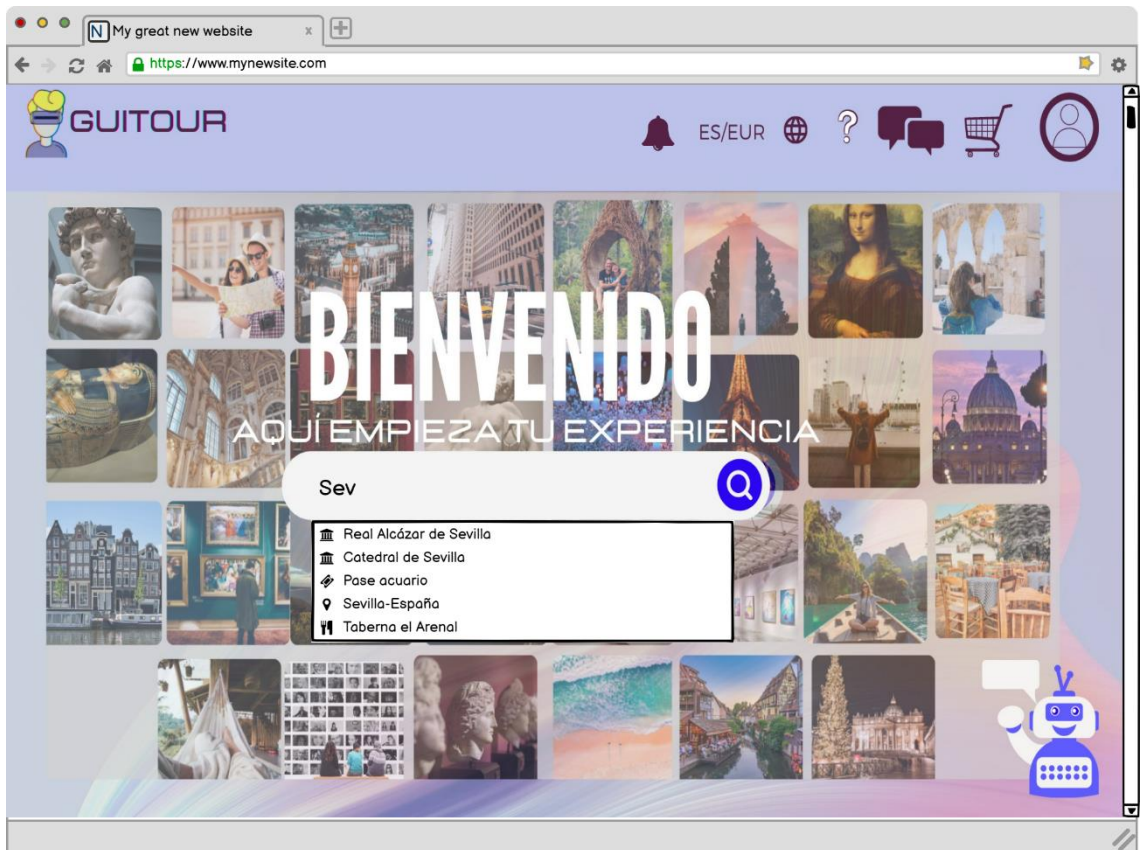 My great new website
https://www.mynewsite.com
GUITOUR
ES/EUR
BIENVENIDO
AQUÍ EMPIEZA TU EXPERIENCIA
Sev
Real Alcázar de Sevilla
Catedral de Sevilla
Pase acuario
Sevilla-España
Taberna el Arenal